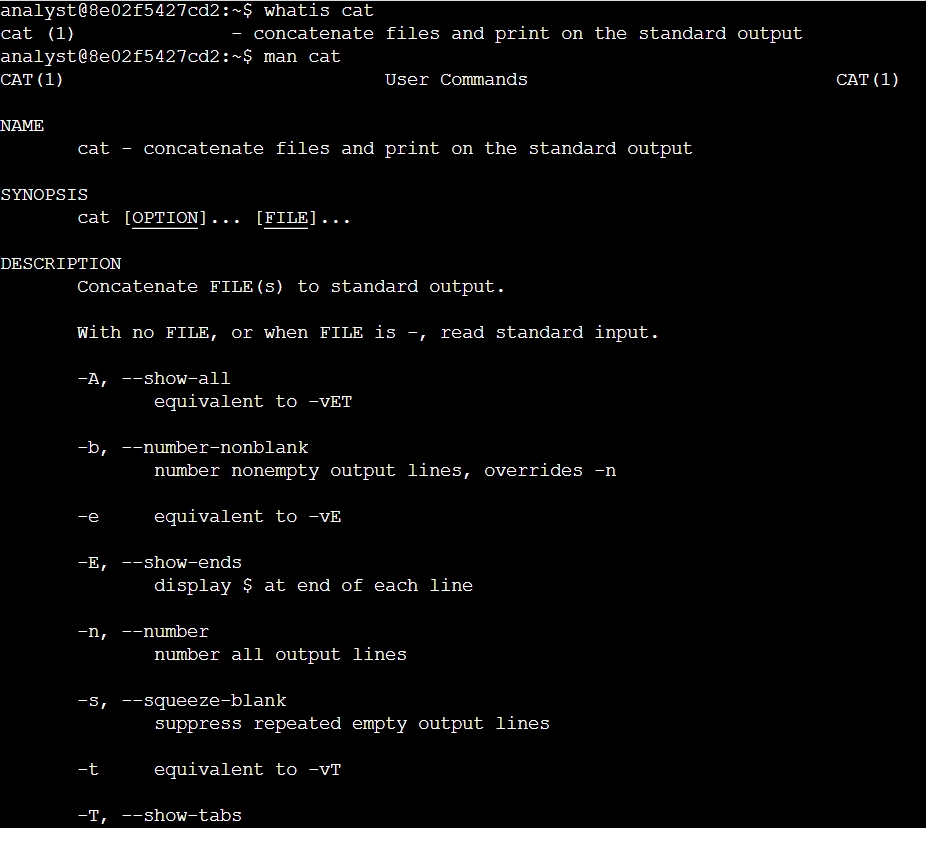 analyst@8e02f5427cd2:~$ whatis cat
cat (1)              - concatenate files and print on the standard output
analyst@8e02f5427cd2:~$ man cat
CAT(1)                             User Commands                            CAT(1)
NAME
       cat - concatenate files and print on the standard output
SYNOPSIS
       cat [OPTION]... [FILE]...
DESCRIPTION
       Concatenate FILE(s) to standard output.
       With no FILE, or when FILE is -, read standard input.
       -A, --show-all
              equivalent to -vET
       -b, --number-nonblank
              number nonempty output lines, overrides -n
       -e     equivalent to -vE
       -E, --show-ends
              display $ at end of each line
       -n, --number
              number all output lines
       -s, --squeeze-blank
              suppress repeated empty output lines
       -t     equivalent to -vT
       -T, --show-tabs